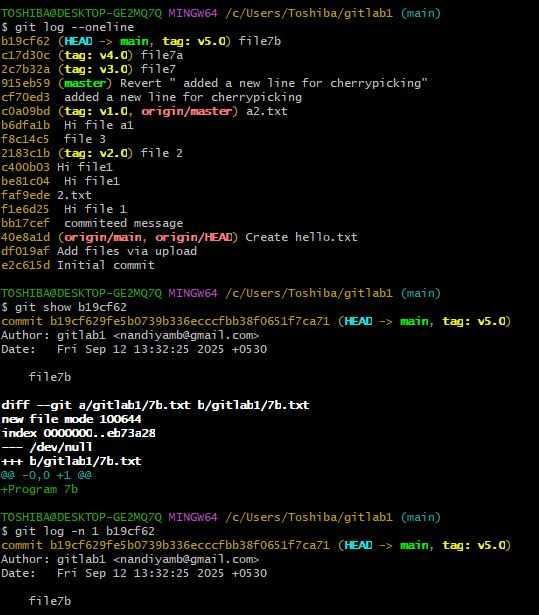 TOSHIBA@DESKTOP-GE2MQ7Q MINGW64 /c/Users/Toshiba/gitlab1 (main)
$ git log --oneline
b19cf62 (HEAD -> main, tag: v5.0) file7b
c17d30c (tag: v4.0) file7a
2c7b32a (tag: v3.0) file7
915eb59 (master) Revert " added a new line for cherrypicking"
cf70ed3  added a new line for cherrypicking
c0a09bd (tag: v1.0, origin/master) a2.txt
b6dfa1b  Hi file a1
f8c14c5  file 3
2183c1b (tag: v2.0) file 2
c400b03 Hi file1
be81c04  Hi file1
faf9ede 2.txt
f1e6d25  Hi file 1
bb17cef  commiteed message
40e8a1d (origin/main, origin/HEAD) Create hello.txt
df019af Add files via upload
e2c615d Initial commit
TOSHIBA@DESKTOP-GE2MQ7Q MINGW64 /c/Users/Toshiba/gitlab1 (main)
$ git show b19cf62
commit b19cf629fe5b0739b336ecccfbb38f0651f7ca71 (HEAD -> main, tag: v5.0)
Author: gitlab1 <nandiyamb@gmail.com>
Date:   Fri Sep 12 13:32:25 2025 +0530
file7b
diff --git a/gitlab1/7b.txt b/gitlab1/7b.txt
new file mode 100644
index 0000000..eb73a28
--- /dev/null
+++ b/gitlab1/7b.txt
@@ -0,0 +1 @@
+Program 7b
TOSHIBA@DESKTOP-GE2MQ7Q MINGW64 /c/Users/Toshiba/gitlab1 (main)
$ git log -n 1 b19cf62
commit b19cf629fe5b0739b336ecccfbb38f0651f7ca71 (HEAD -> main, tag: v5.0)
Author: gitlab1 <nandiyamb@gmail.com>
Date:   Fri Sep 12 13:32:25 2025 +0530
file7b